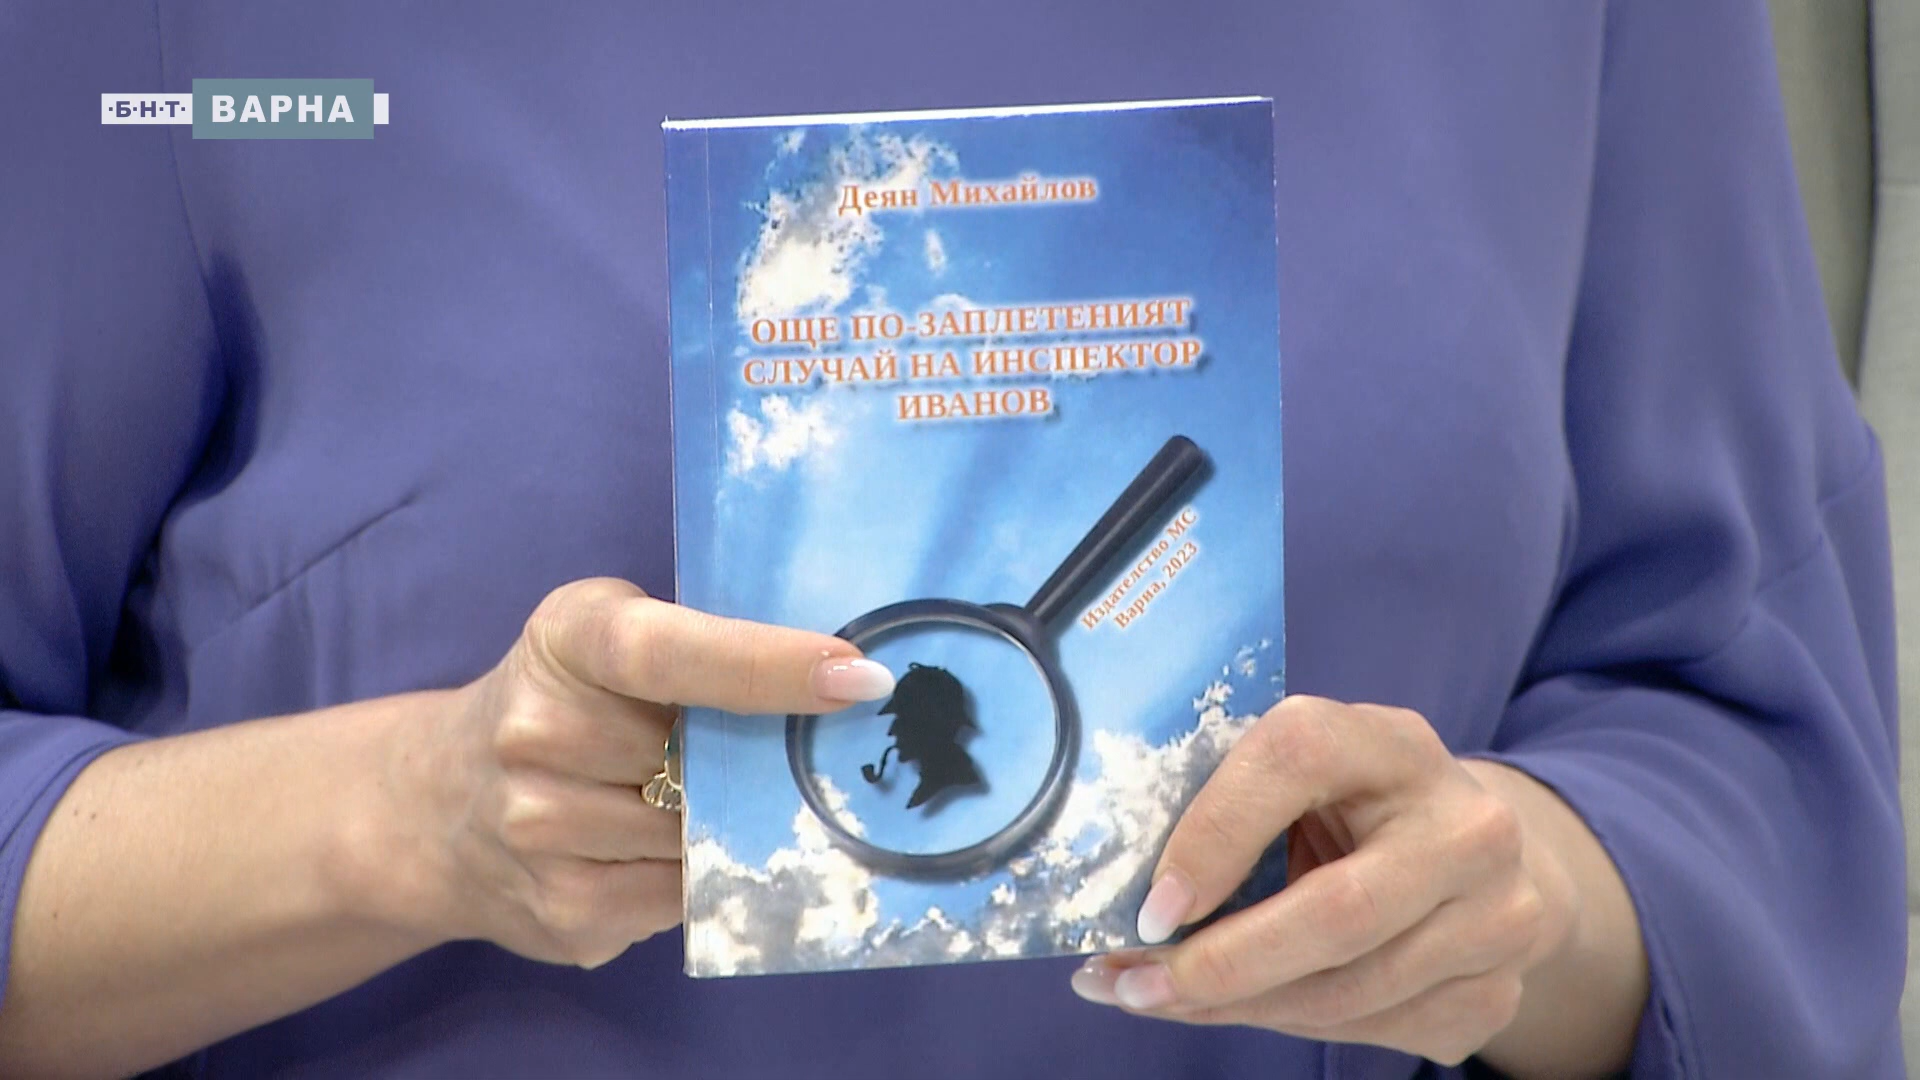 ·Б·Н·Т· ВАРНА
Деян Михайлов
ОЩЕ ПО-ЗАПЛЕТЕНИЯТ
СЛУЧАЙ НА ИНСПЕКТОР
ИВАНОВ
Издателство МС
Варна, 2023